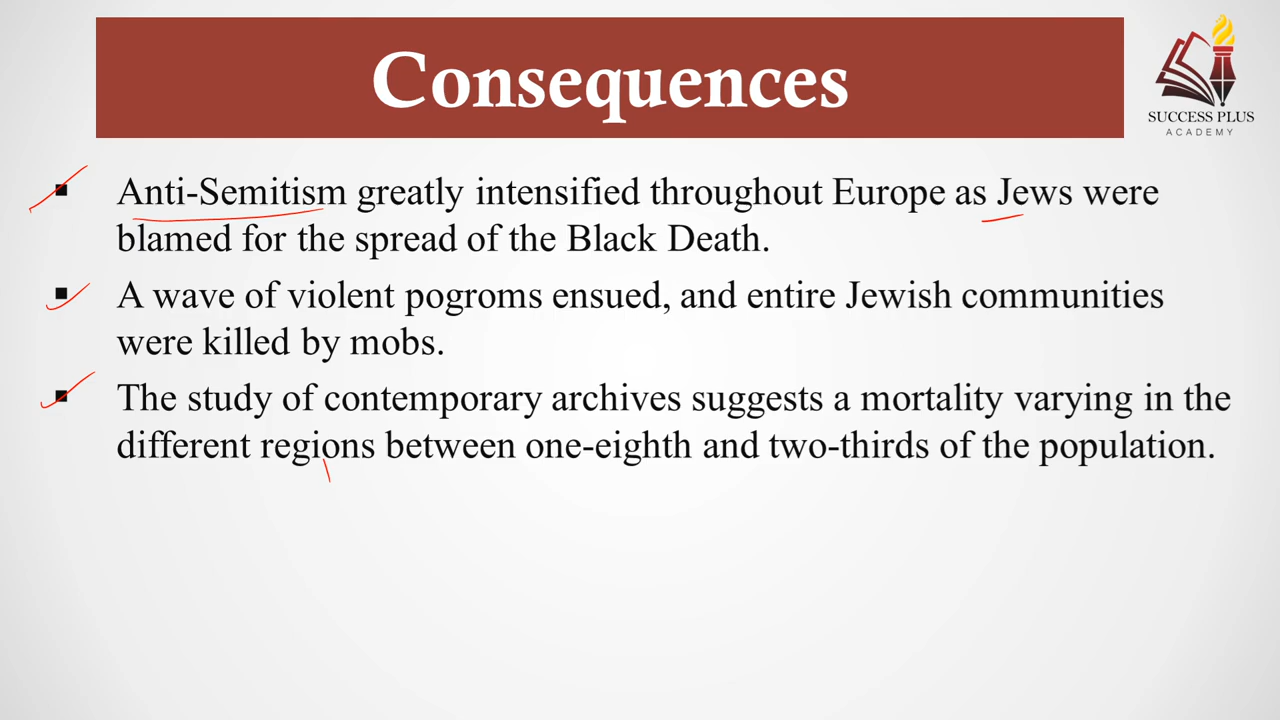 Consequences
SUCCESS PLUS
ACADEMY
▪ Anti-Semitism greatly intensified throughout Europe as Jews were
blamed for the spread of the Black Death.
▪ A wave of violent pogroms ensued, and entire Jewish communities
were killed by mobs.
▪ The study of contemporary archives suggests a mortality varying in the
different regions between one-eighth and two-thirds of the population.